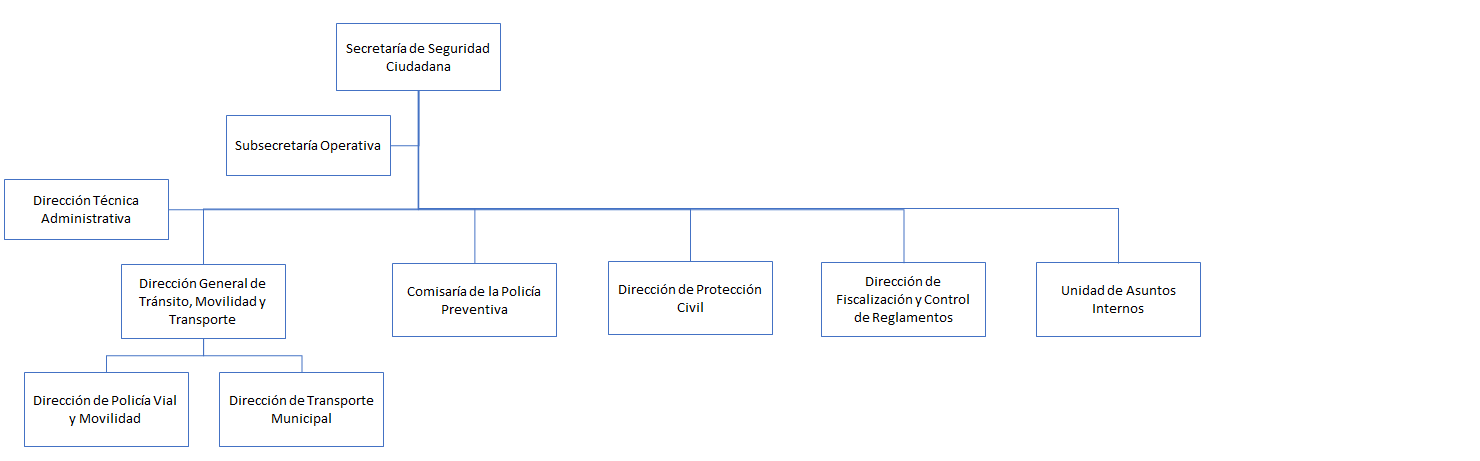 Secretaría de Seguridad
Ciudadana
Subsecretaría Operativa
Dirección Técnica
Administrativa
Dirección General de
Tránsito, Movilidad y
Transporte
Comisaría de la Policía
Preventiva
Dirección de Protección
Civil
Dirección de
Fiscalización y Control
de Reglamentos
Unidad de Asuntos
Internos
Dirección de Policía Vial
y Movilidad
Dirección de Transporte
Municipal